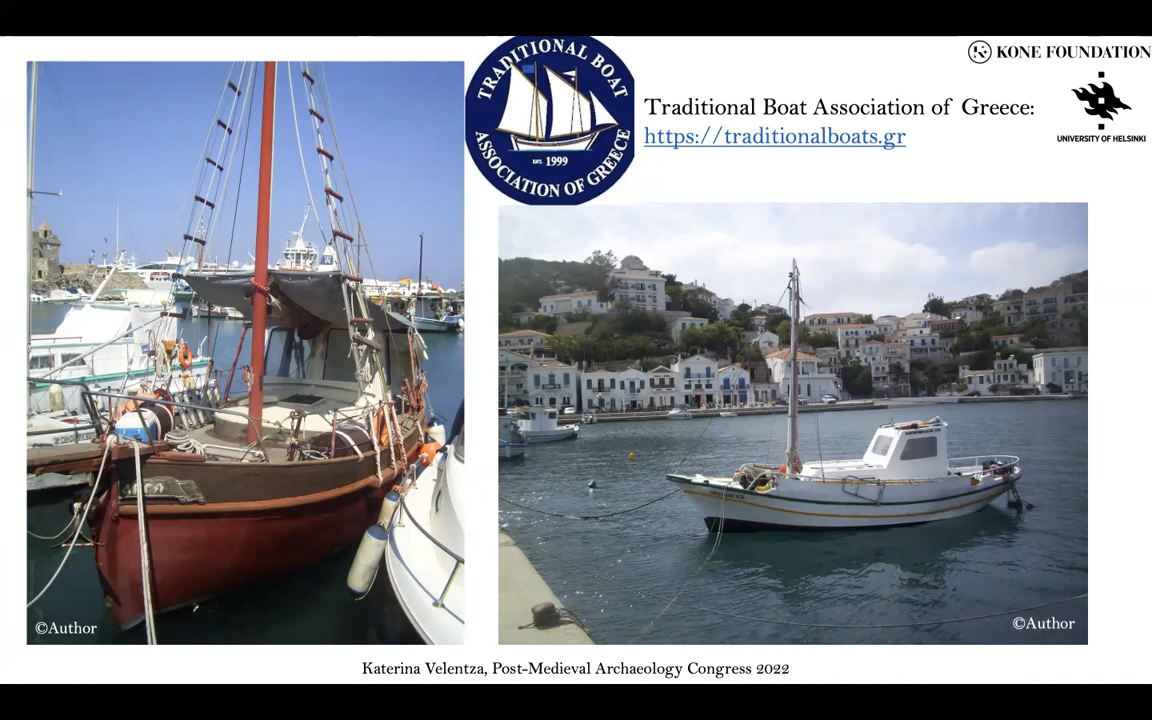 TRADITIONAL BOAT
ASSOCIATION OF GREECE
EST. 1999
KONE FOUNDATION
Traditional Boat Association of Greece:
https://traditionalboats.gr
UNIVERSITY OF HELSINKI
©Author
©Author
Katerina Velentza, Post-Medieval Archaeology Congress 2022